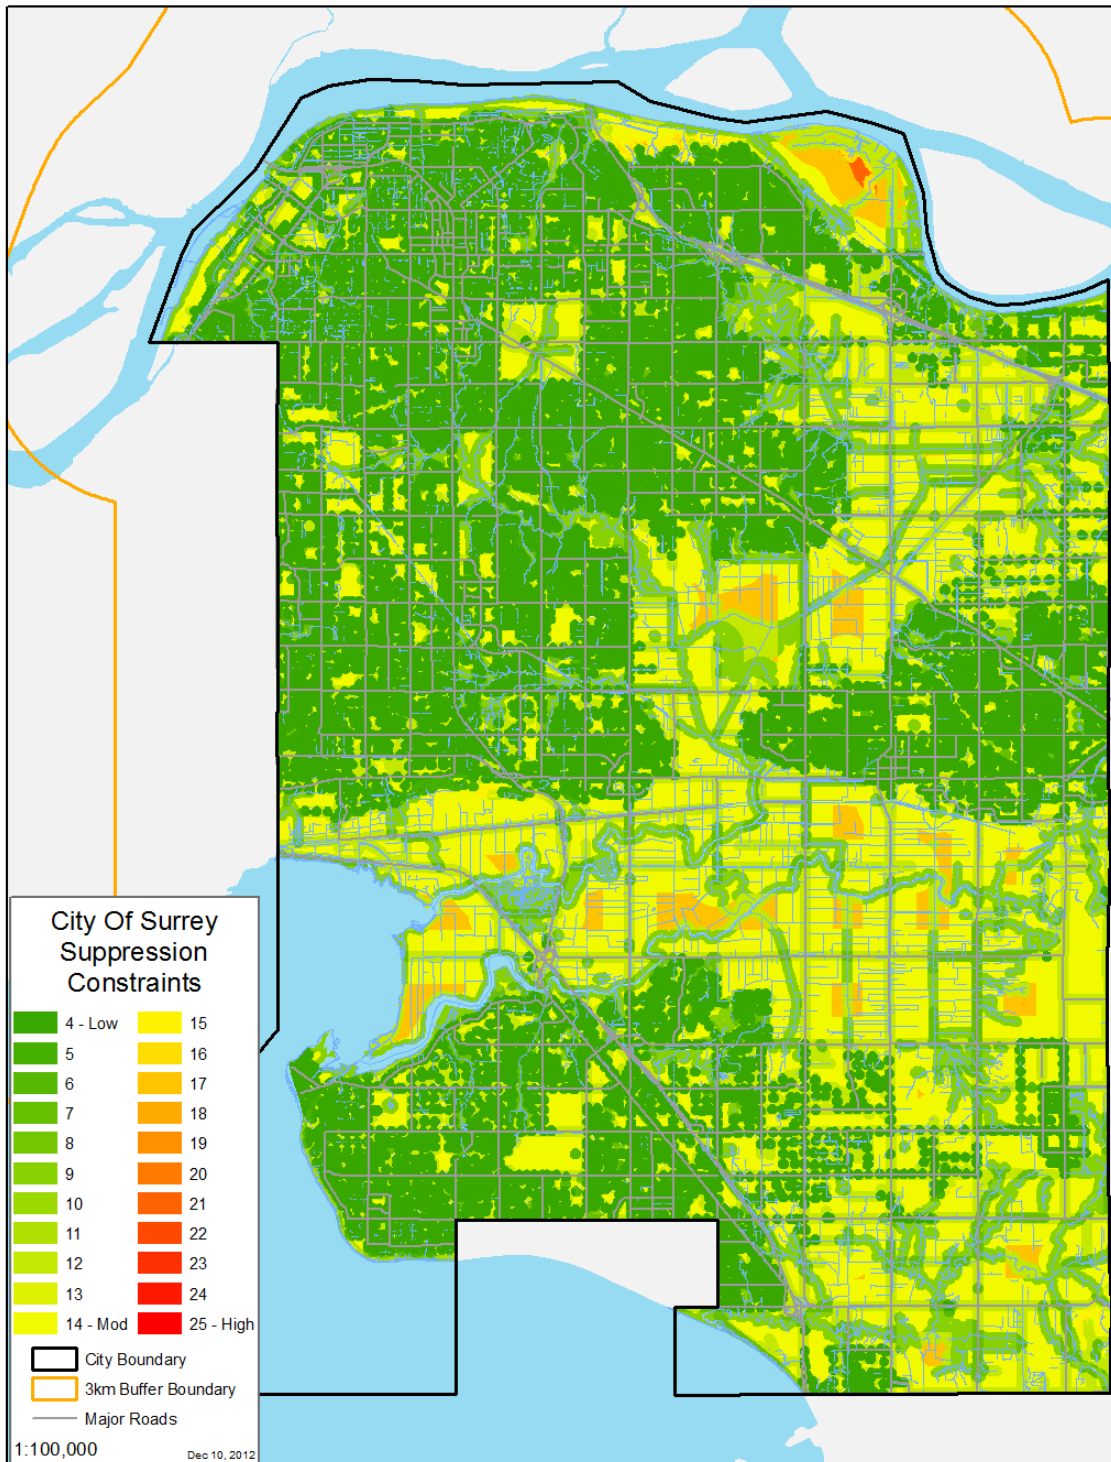 City Of Surrey
Suppression
Constraints
4 - Low
5
6
7
8
9
10
11
12
13
14 - Mod
15
16
17
18
19
20
21
22
23
24
25 - High
City Boundary
3km Buffer Boundary
Major Roads
1:100,000
Dec 10, 2012